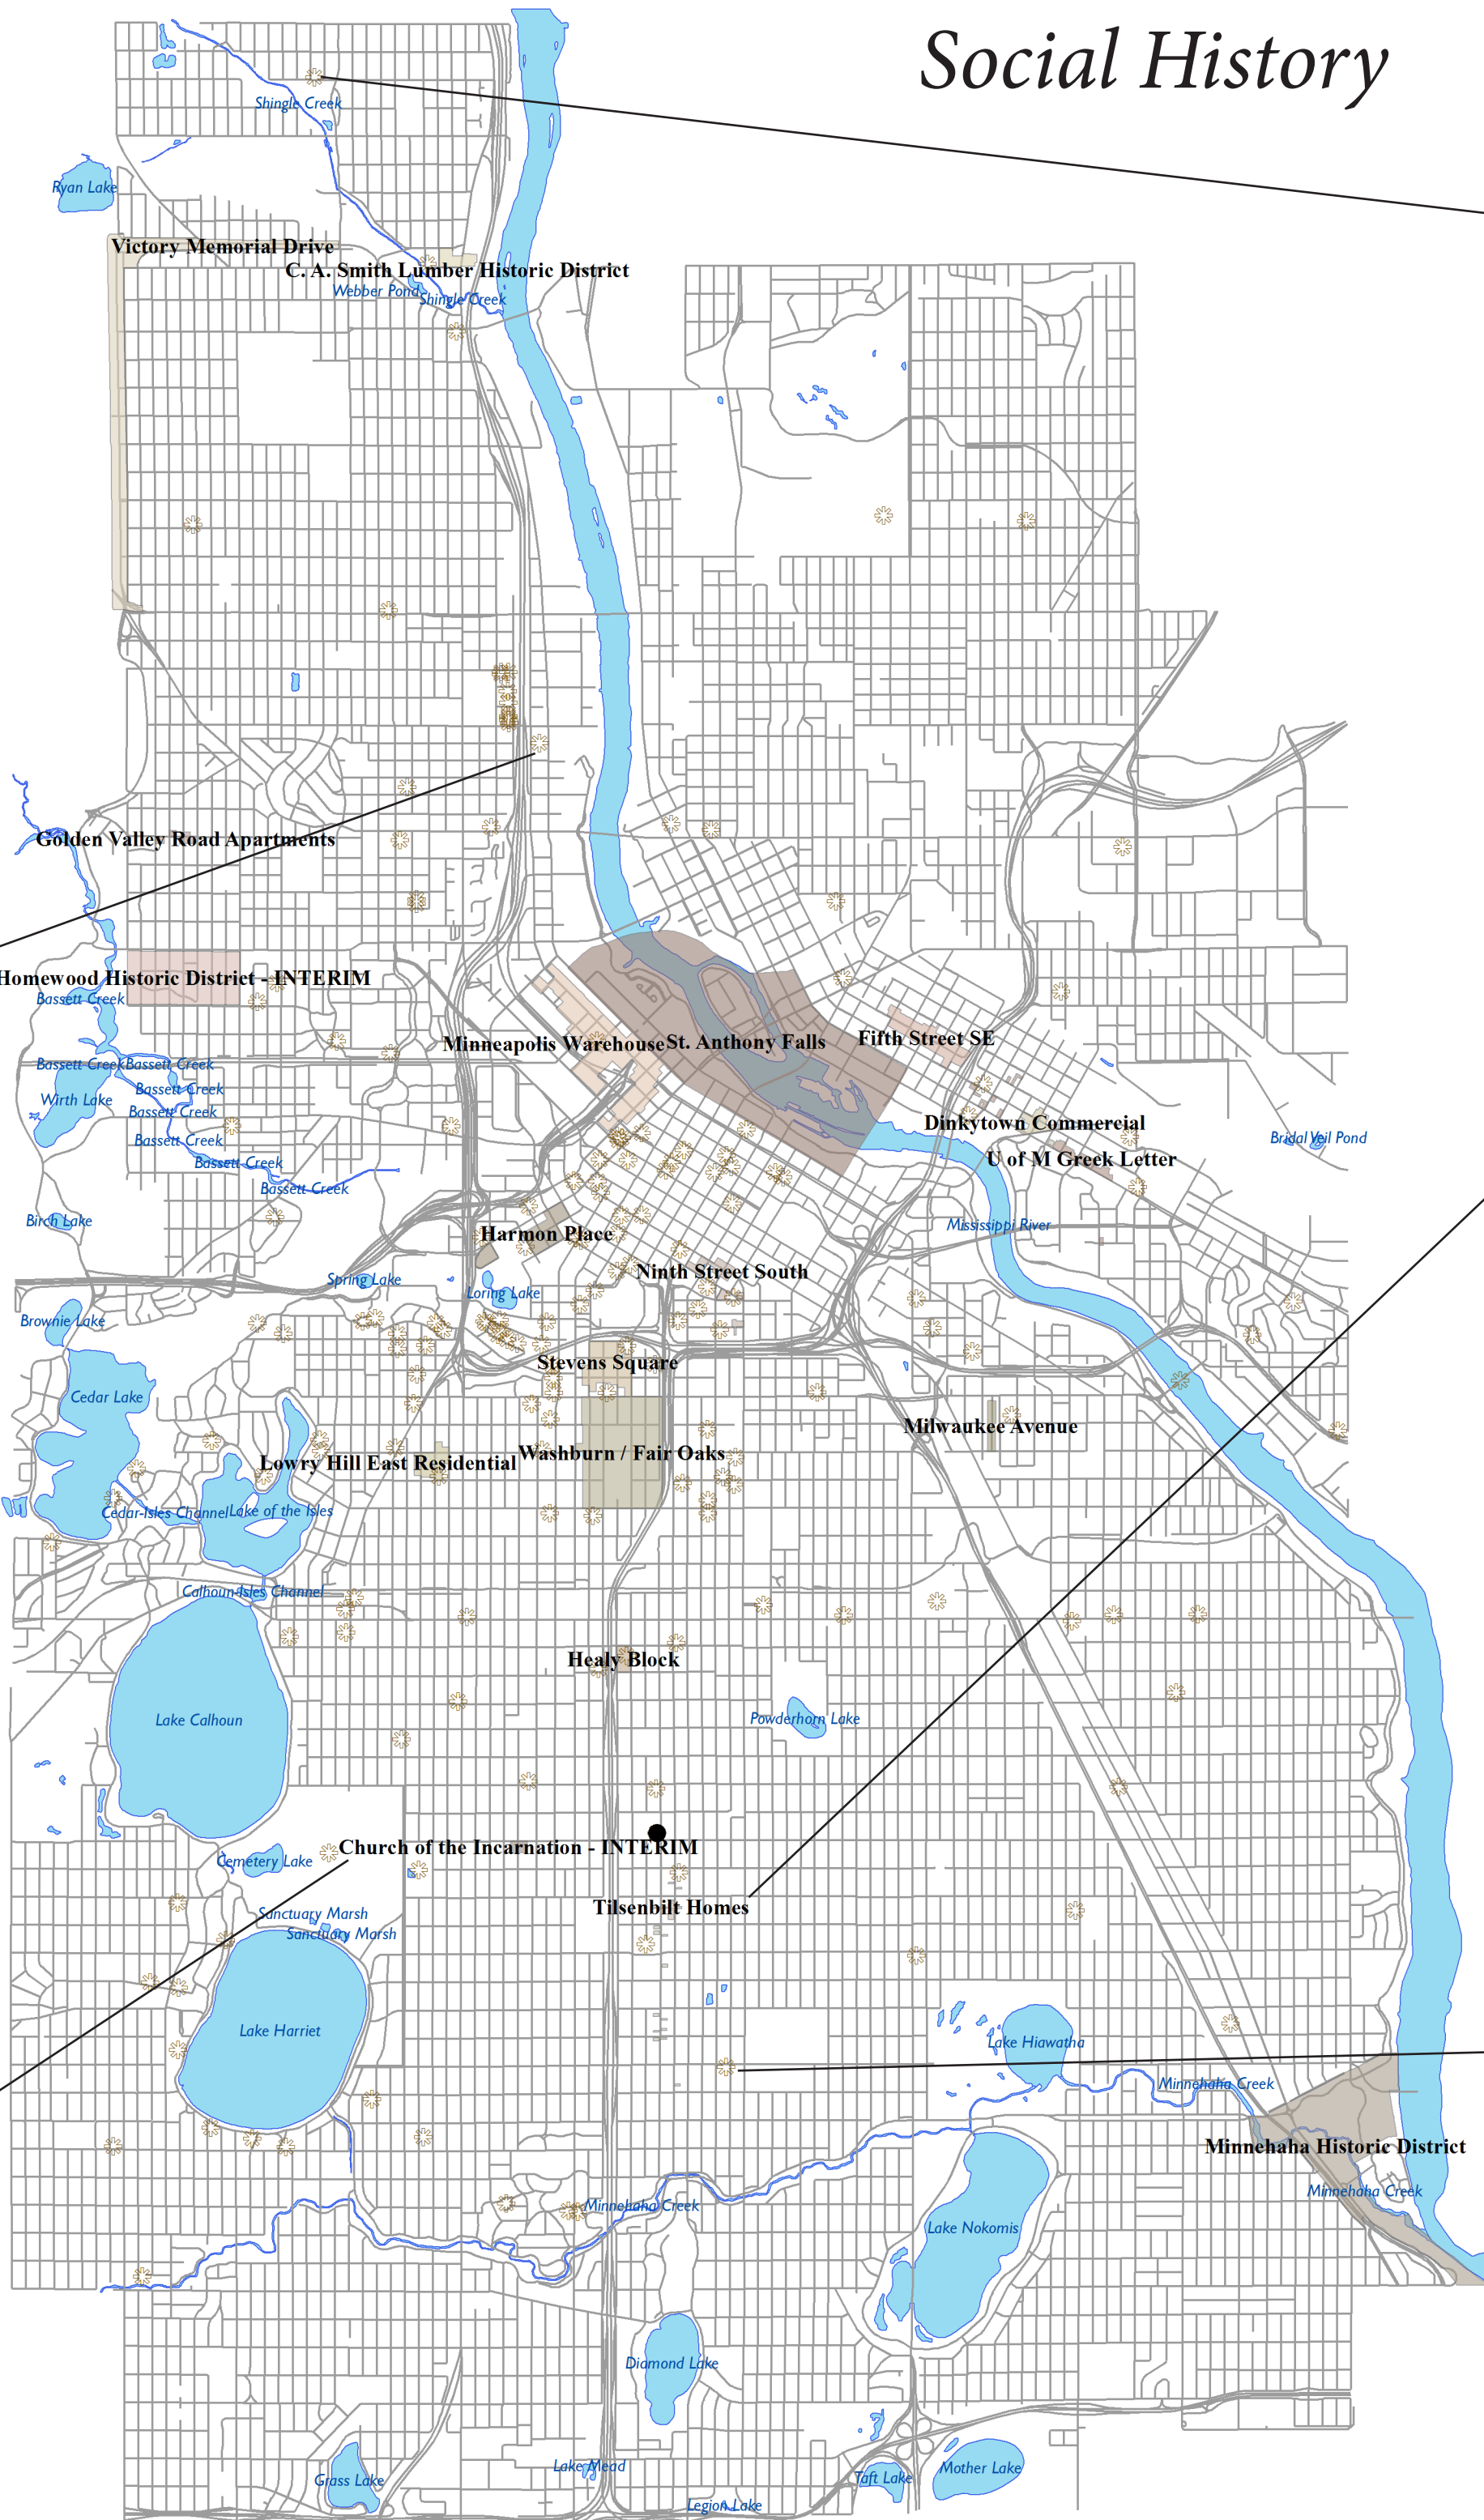 Social History
Shingle Creek
Ryan Lake
Victory Memorial Drive
C. A. Smith Lumber Historic District
Webber Pond
Shingle Creek
Golden Valley Road Apartments
Homewood Historic District - INTERIM
Bassett Creek
Minneapolis Warehouse
St. Anthony Falls
Fifth Street SE
Bassett Creek
Bassett Creek
Bassett Creek
Wirth Lake
Bassett Creek
Dinkytown Commercial
Bassett Creek
Bridal Veil Pond
U of M Greek Letter
Bassett Creek
Bassett Creek
Birch Lake
Mississippi River
Harmon Place
Ninth Street South
Spring Lake
Loring Lake
Brownie Lake
Stevens Square
Cedar Lake
Milwaukee Avenue
Washburn / Fair Oaks
Lowry Hill East Residential
Cedar-Isles Channel
Lake of the Isles
Calhoun-Isles Channel
Healy Block
Lake Calhoun
Powderhorn Lake
Church of the Incarnation - INTERIM
Cemetery Lake
Tilsenbilt Homes
Sanctuary Marsh
Sanctuary Marsh
Lake Harriet
Lake Hiawatha
Minnehaha Creek
Minnehaha Historic District
Minnehaha Creek
Minnehaha Creek
Lake Nokomis
Diamond Lake
Lake Mead
Mother Lake
Taft Lake
Grass Lake
Legion Lake